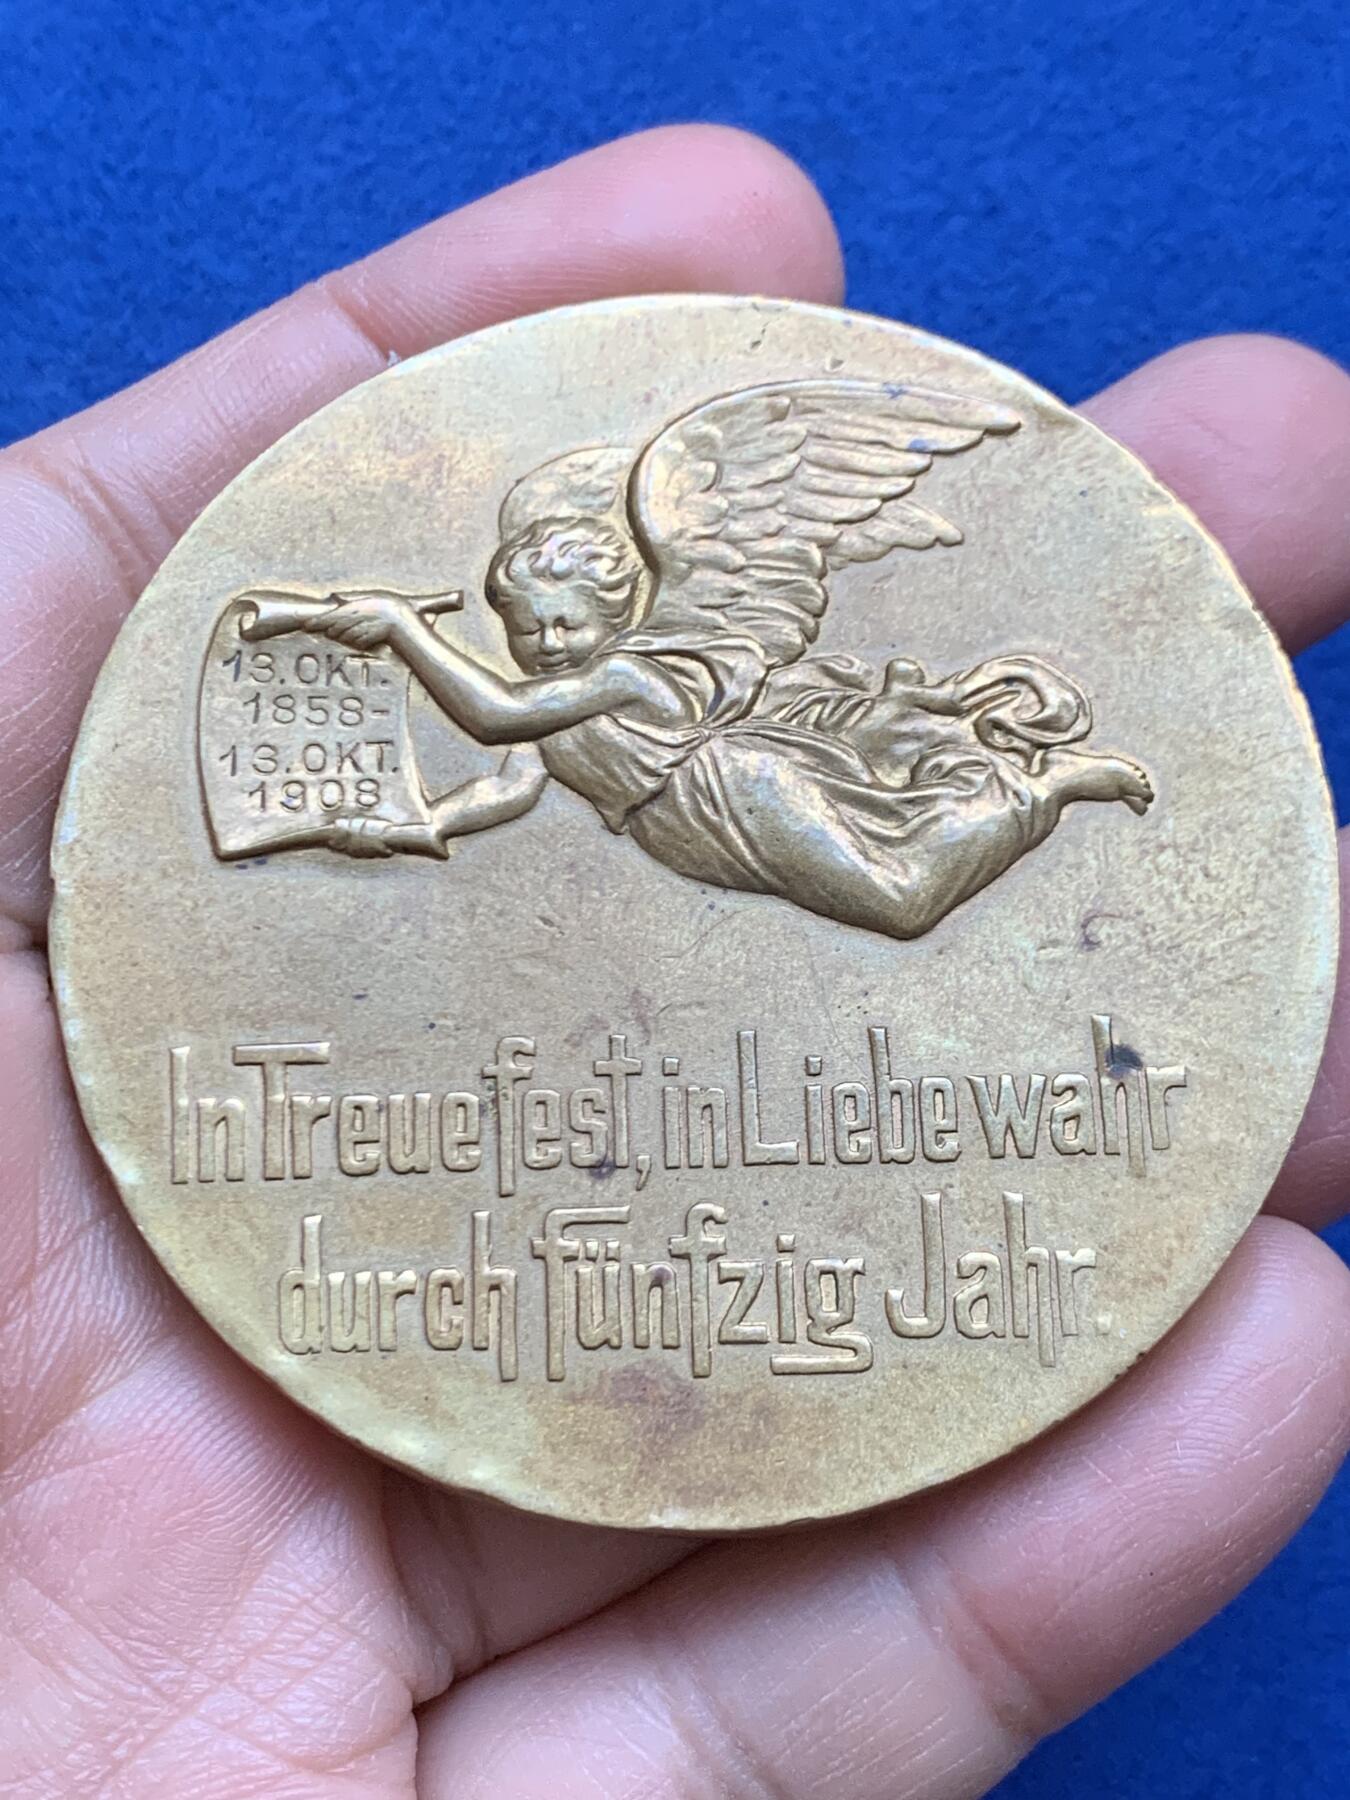 13.OKT.
1858-
13.OKT.
1908
In Treue fest, in Liebe wahr
durch fünfzig Jahr.